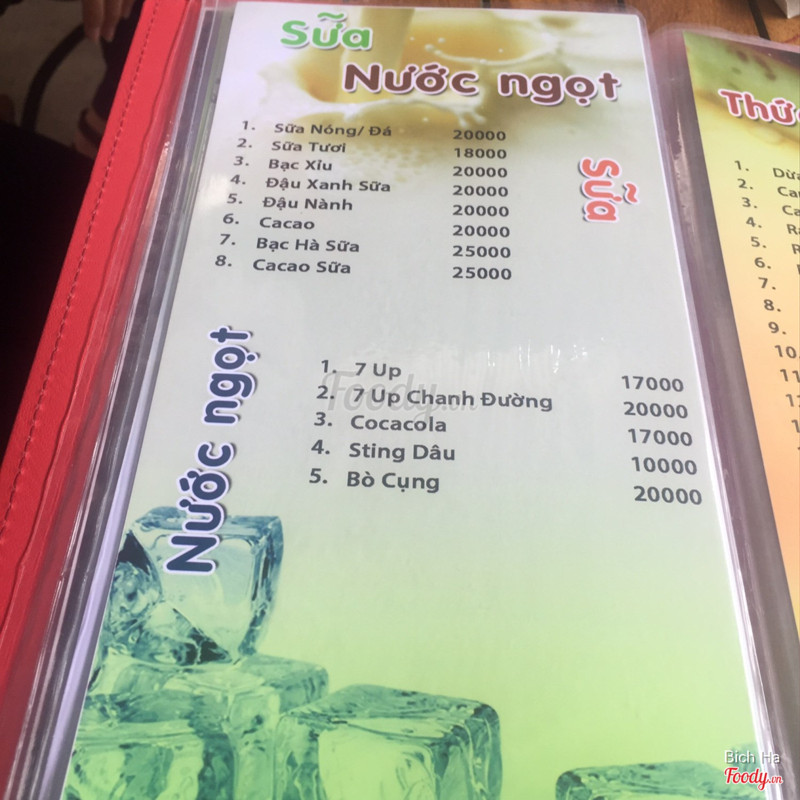 Sữa
Nước ngọt
1. Sữa Nóng/ Đá 20000
2. Sữa Tươi 18000
3. Bạc Xỉu 20000
4. Đậu Xanh Sữa 20000
5. Đậu Nành 20000
6. Cacao 20000
7. Bạc Hà Sữa 25000
8. Cacao Sữa 25000
Sữa
Nước ngọt
1. 7 Up 17000
2. 7 Up Chanh Đường 20000
3. Cocacola 17000
4. Sting Dâu 10000
5. Bò Cụng 20000
Foody.vn
1. Dừa
2.
3.
4.
5.
6.
7.
8.
9.
10.
Bich Ha
Foody.vn